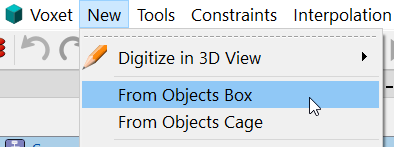 Voxet New Tools Constraints Interpolation
Digitize in 3D View
From Objects Box
From Objects Cage